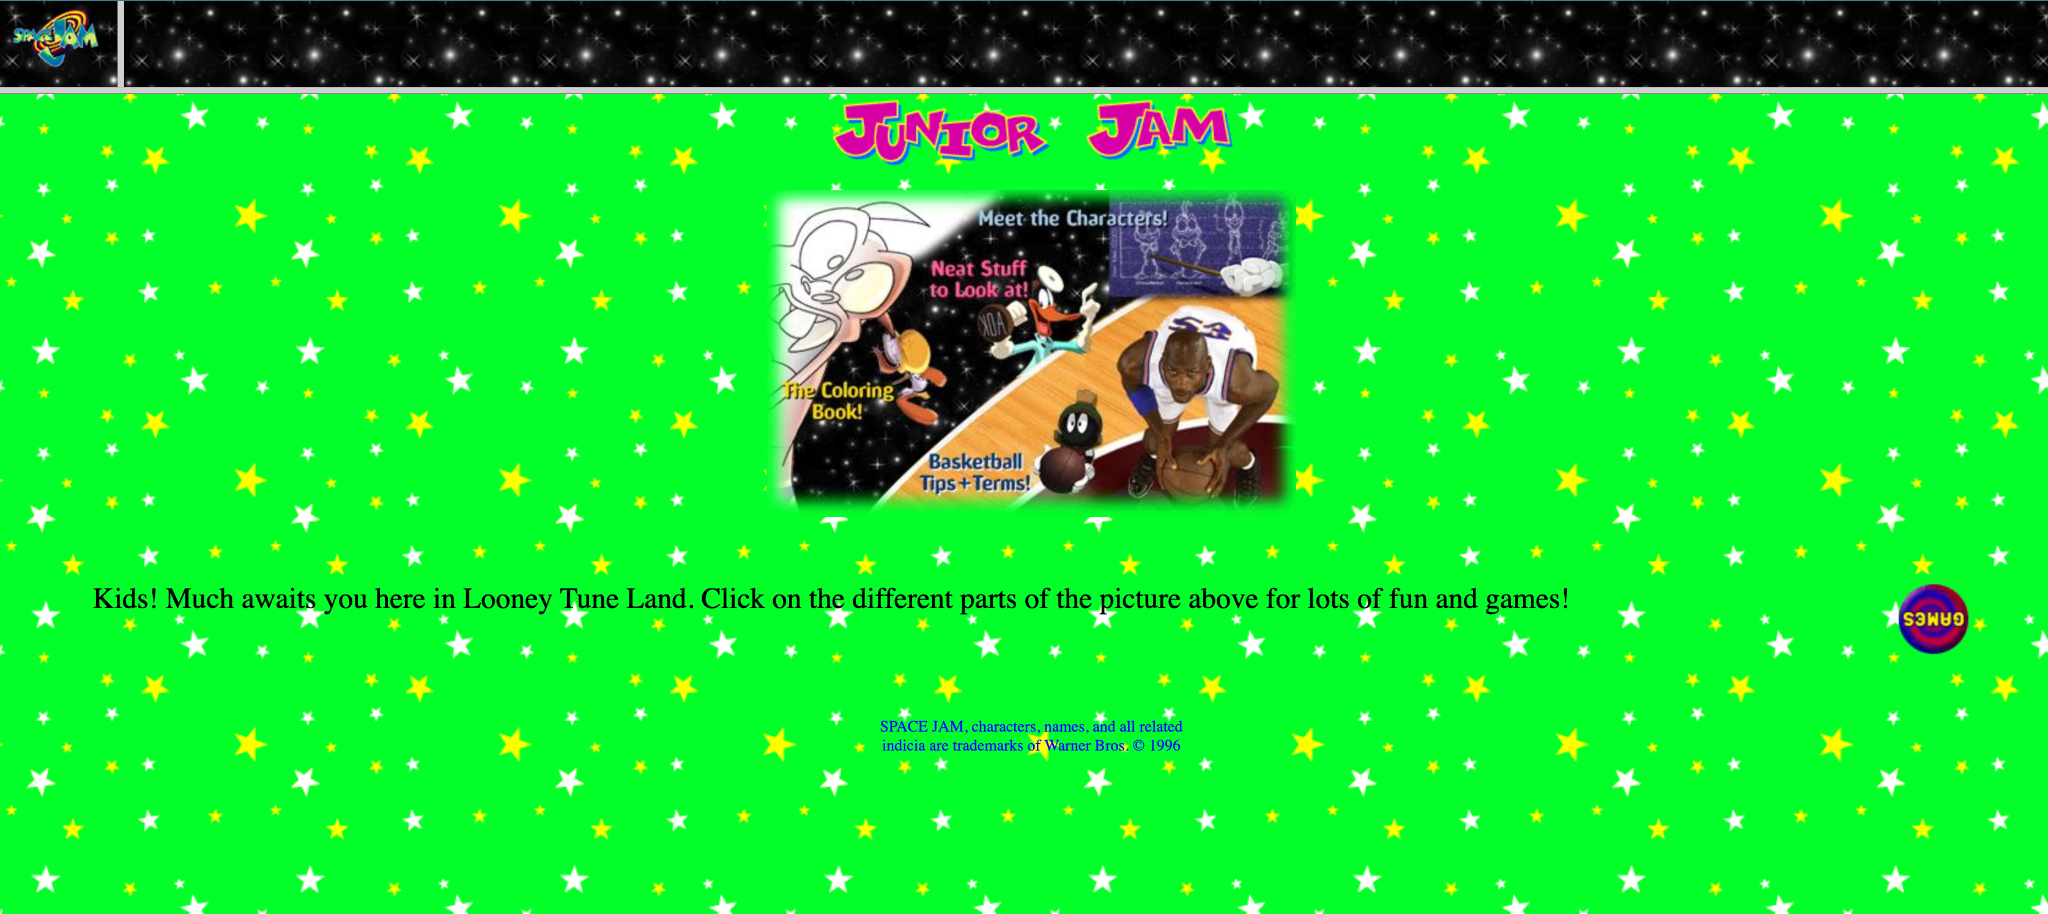 SPACE JAM
JUNIOR JAM
Meet the Characters!
Neat Stuff
to Look at!
The Coloring
Book!
Basketball
Tips + Terms!
Kids! Much awaits you here in Looney Tune Land. Click on the different parts of the picture above for lots of fun and games!
GAMES
SPACE JAM, characters, names, and all related
indicia are trademarks of Warner Bros. © 1996